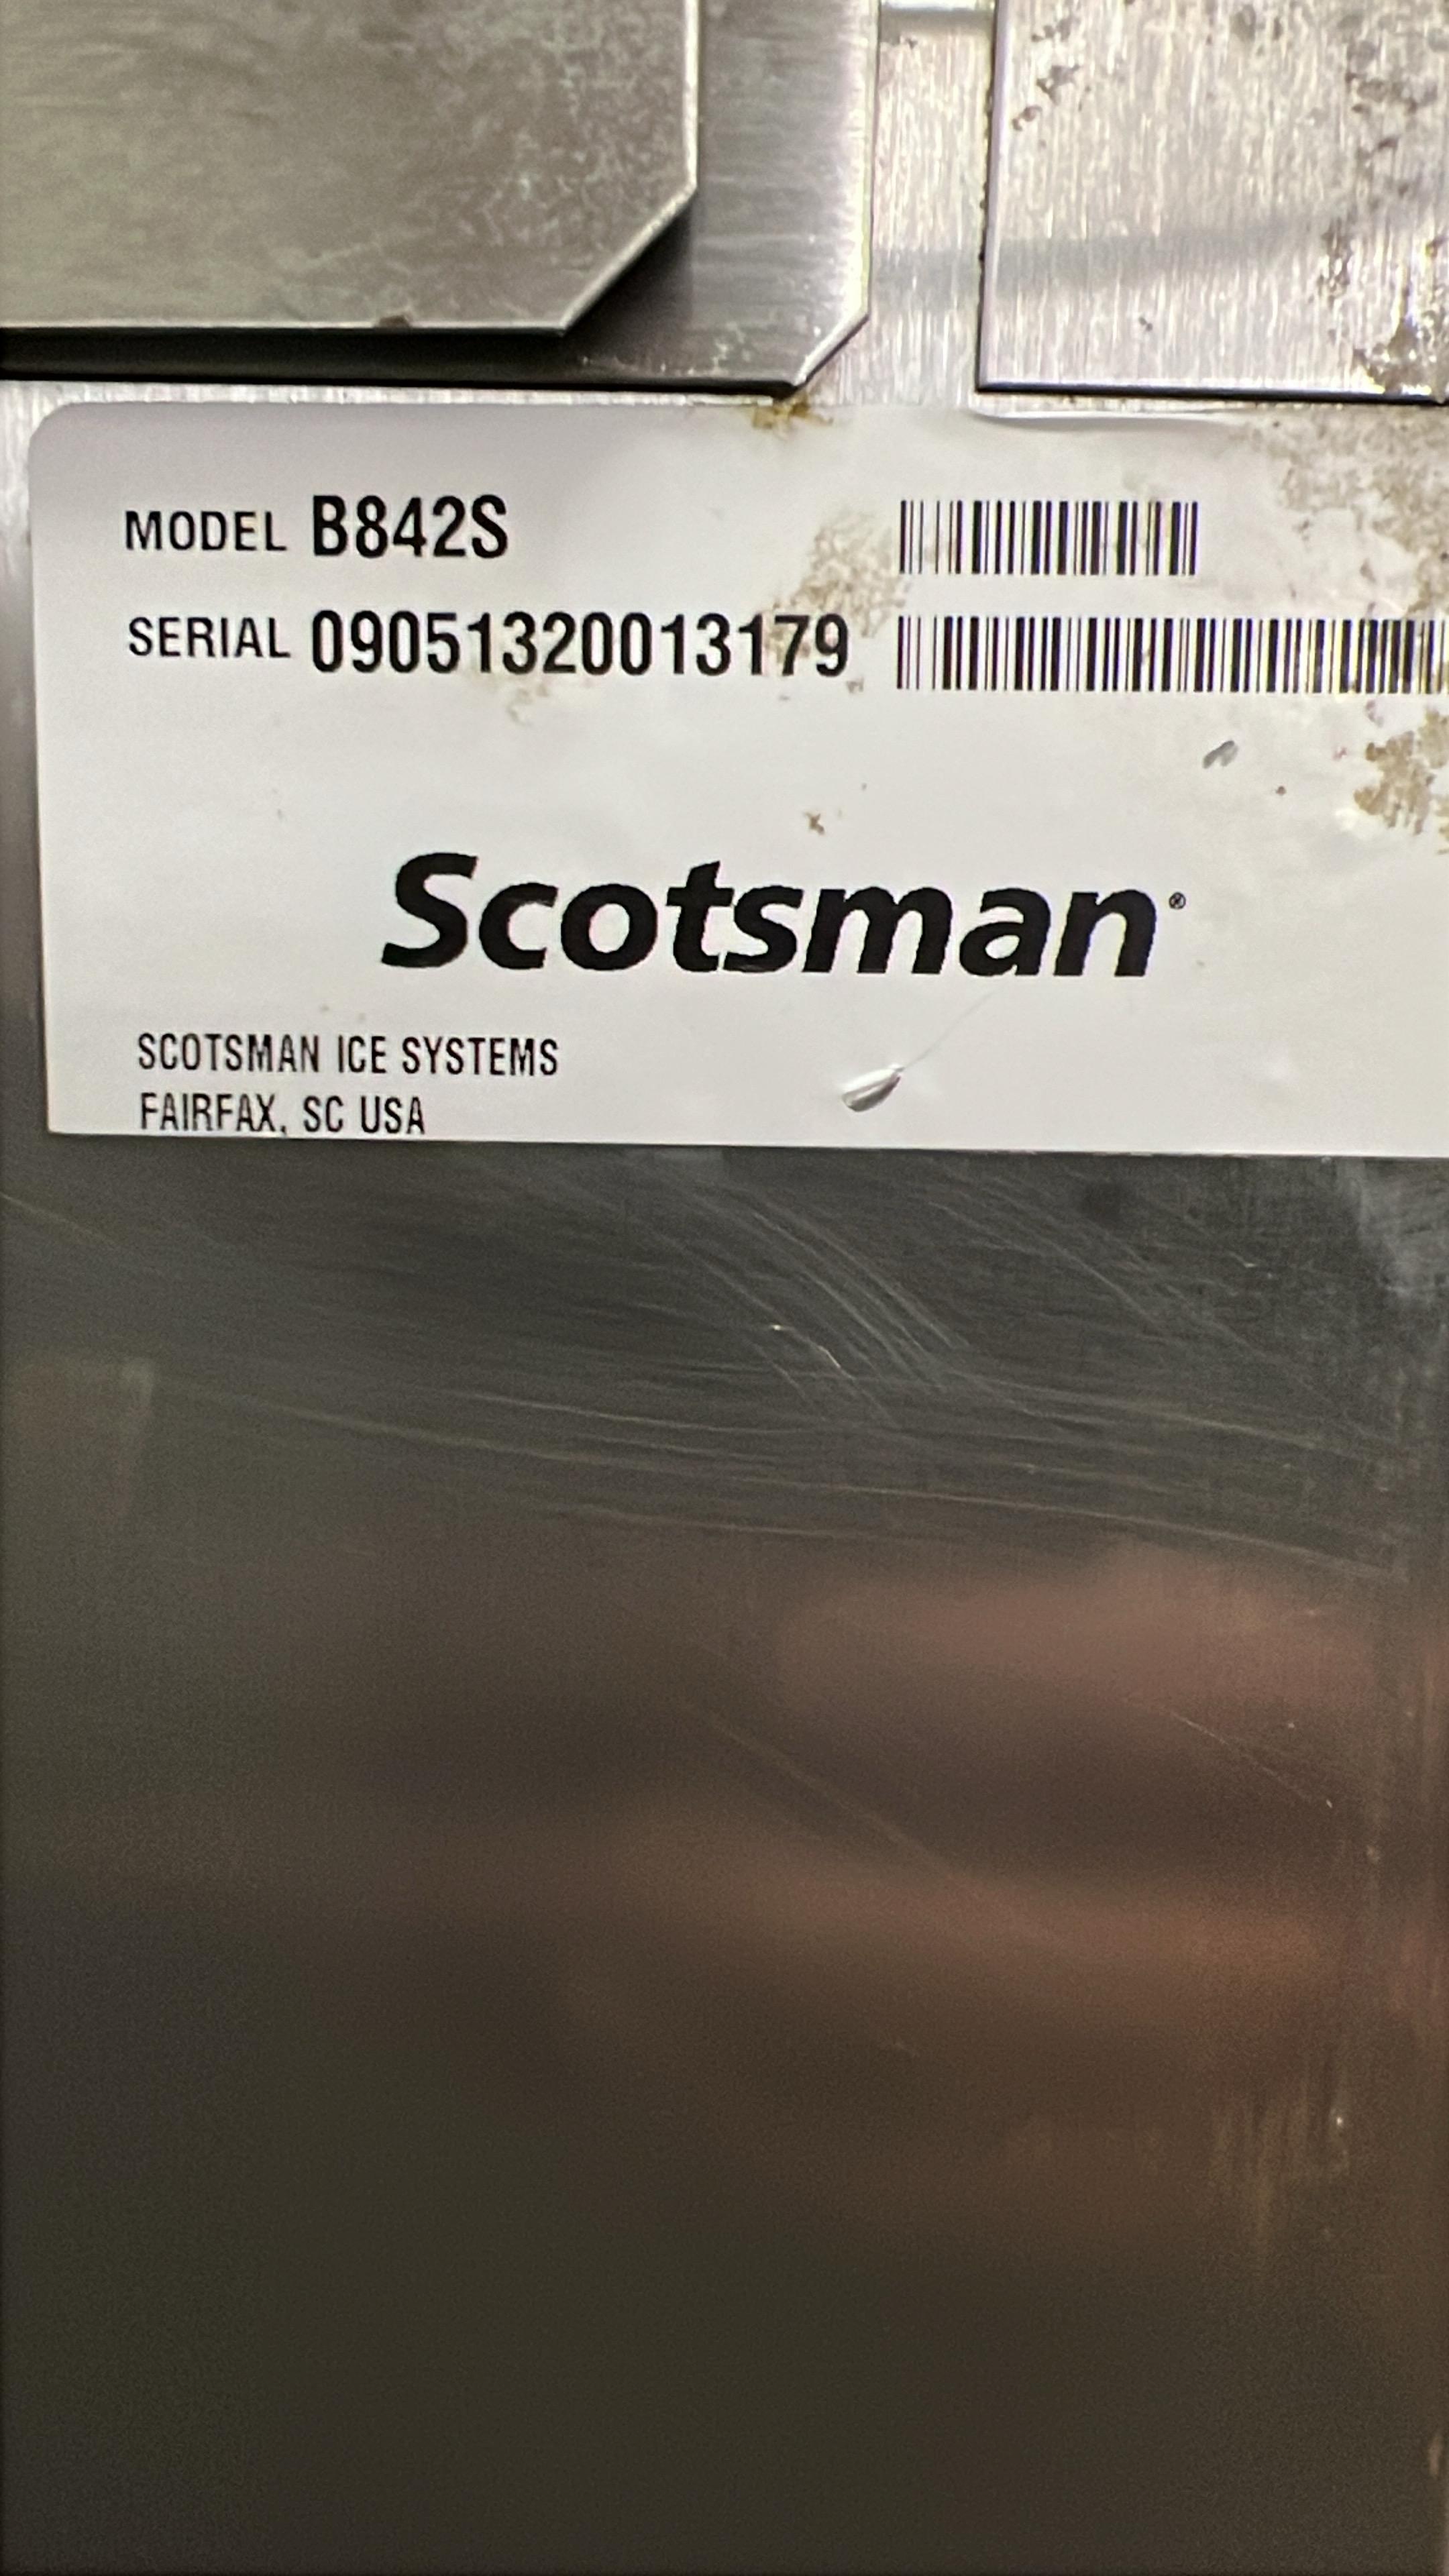 MODEL B842S
SERIAL 09051320013179
Scotsman®
SCOTSMAN ICE SYSTEMS
FAIRFAX, SC USA